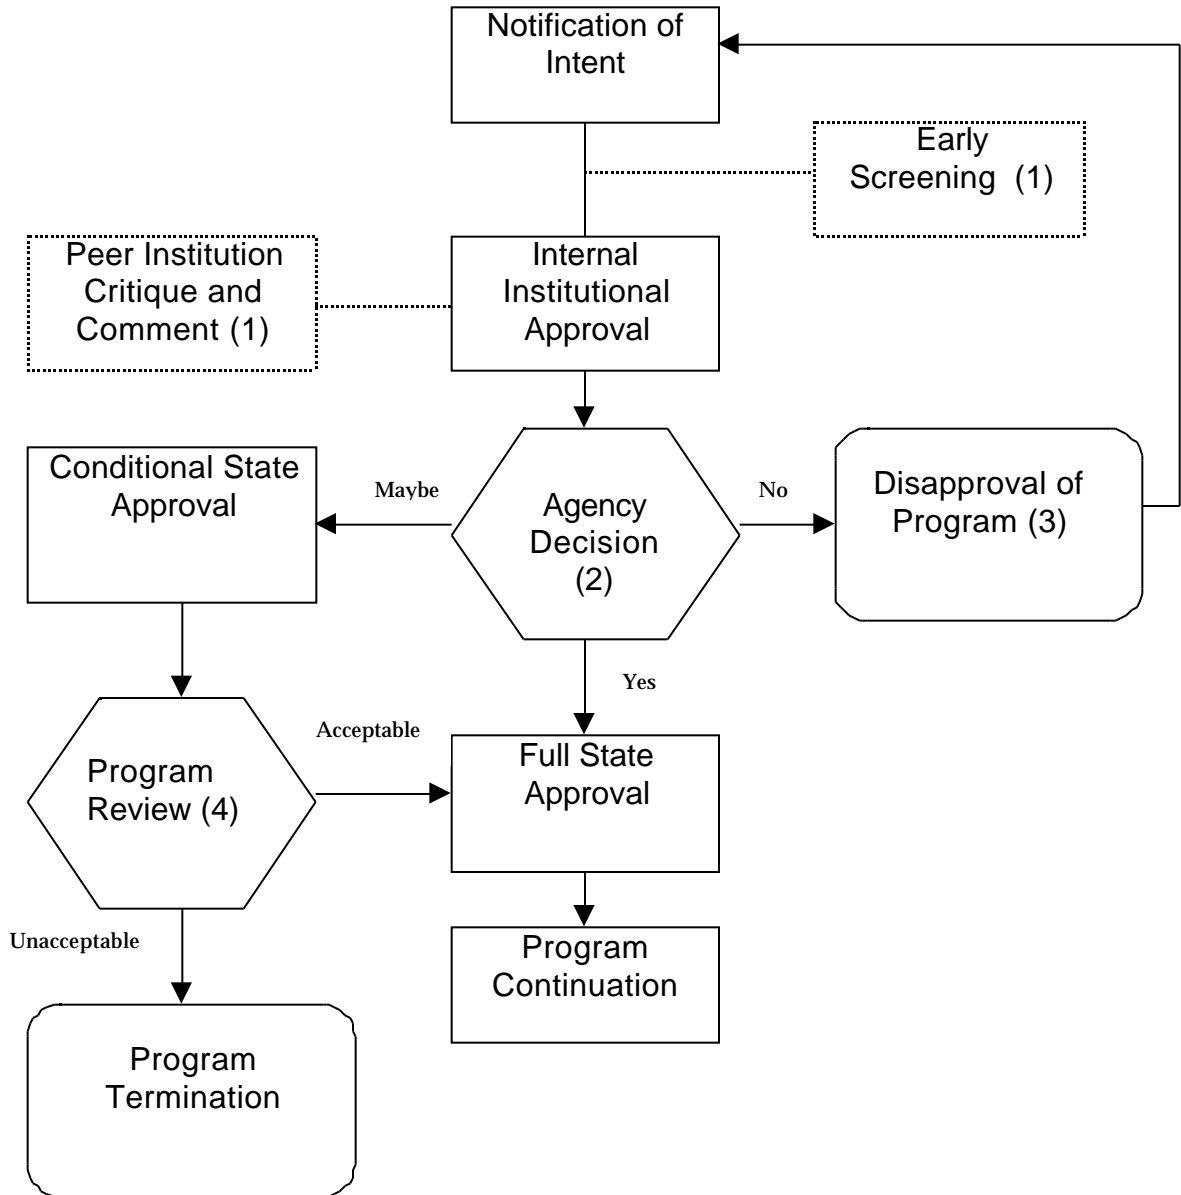 Notification of
Intent
Early
Screening (1)
Peer Institution
Critique and
Comment (1)
Internal
Institutional
Approval
Conditional State
Approval
Maybe
Agency
Decision
(2)
No
Disapproval of
Program (3)
Yes
Program
Review (4)
Acceptable
Full State
Approval
Unacceptable
Program
Continuation
Program
Termination